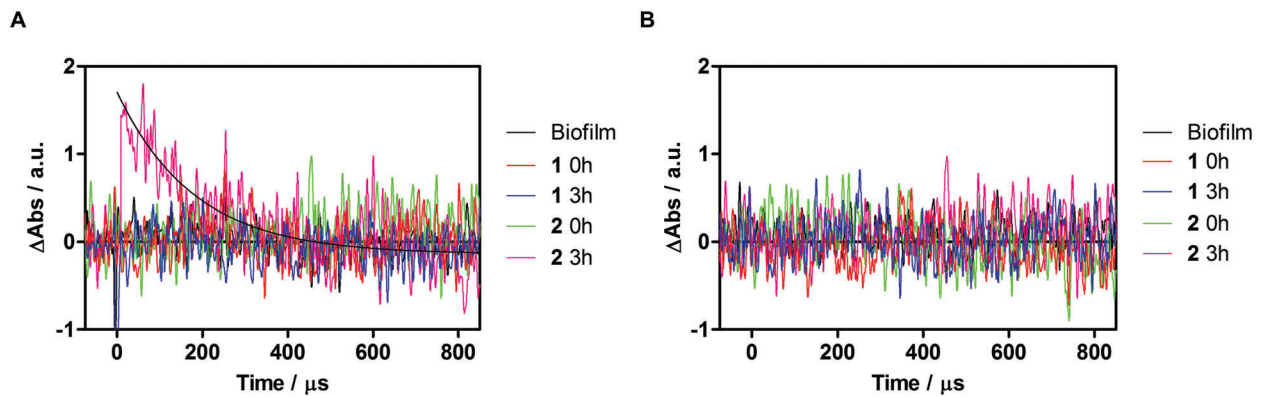 A
B
2
1
0
-1
ΔAbs / a.u.
0
200
400
600
800
Time / μs
Biofilm
1 0h
1 3h
2 0h
2 3h
2
1
0
-1
ΔAbs / a.u.
0
200
400
600
800
Time / μs
Biofilm
1 0h
1 3h
2 0h
2 3h